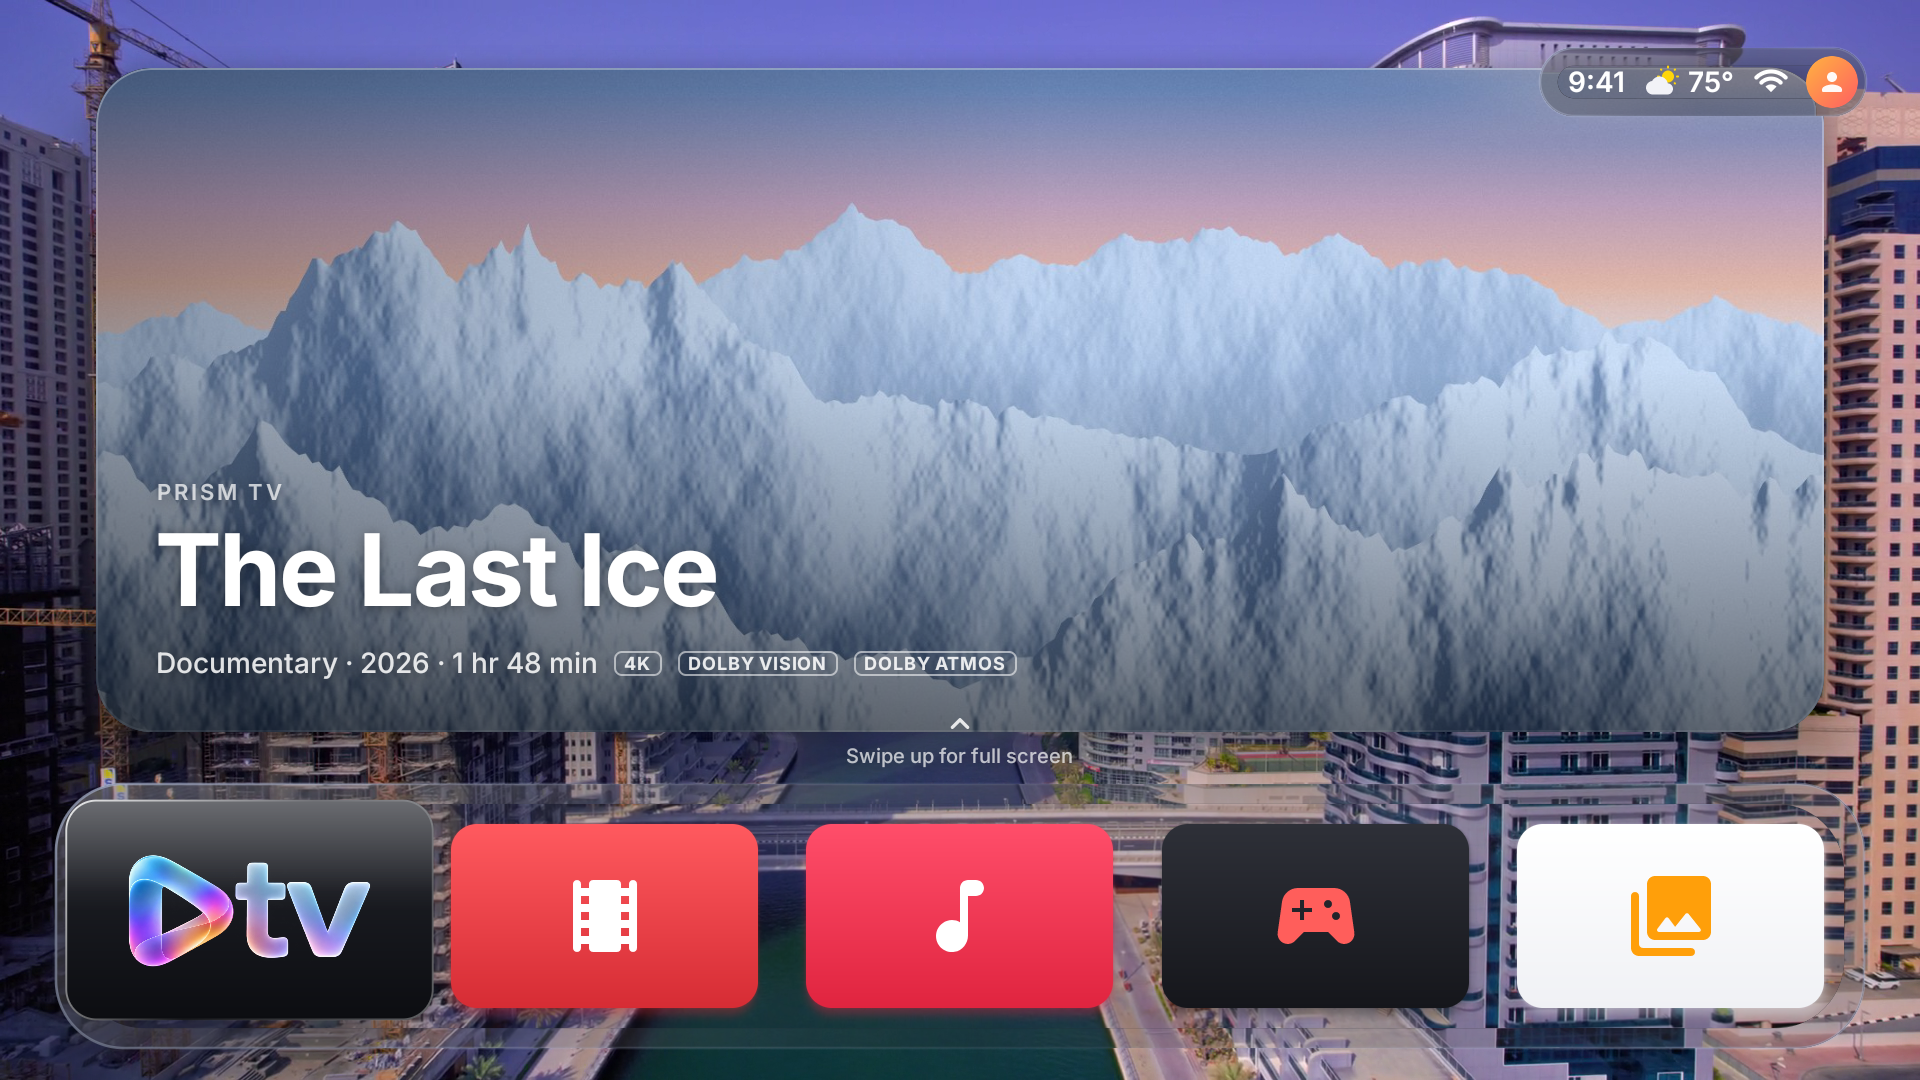 9:41 75°
PRISM TV
The Last Ice
Documentary · 2026 · 1 hr 48 min 4K DOLBY VISION DOLBY ATMOS
Swipe up for full screen
tv